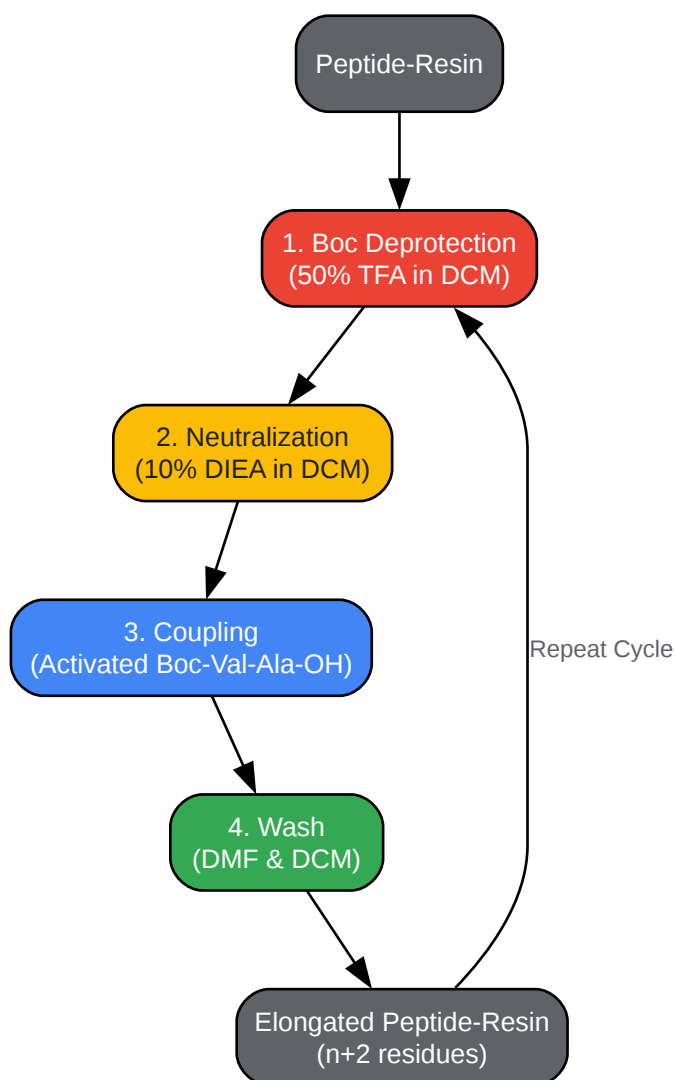 Peptide-Resin
1. Boc Deprotection
(50% TFA in DCM)
2. Neutralization
(10% DIEA in DCM)
3. Coupling
(Activated Boc-Val-Ala-OH)
Repeat Cycle
4. Wash
(DMF & DCM)
Elongated Peptide-Resin
(n+2 residues)